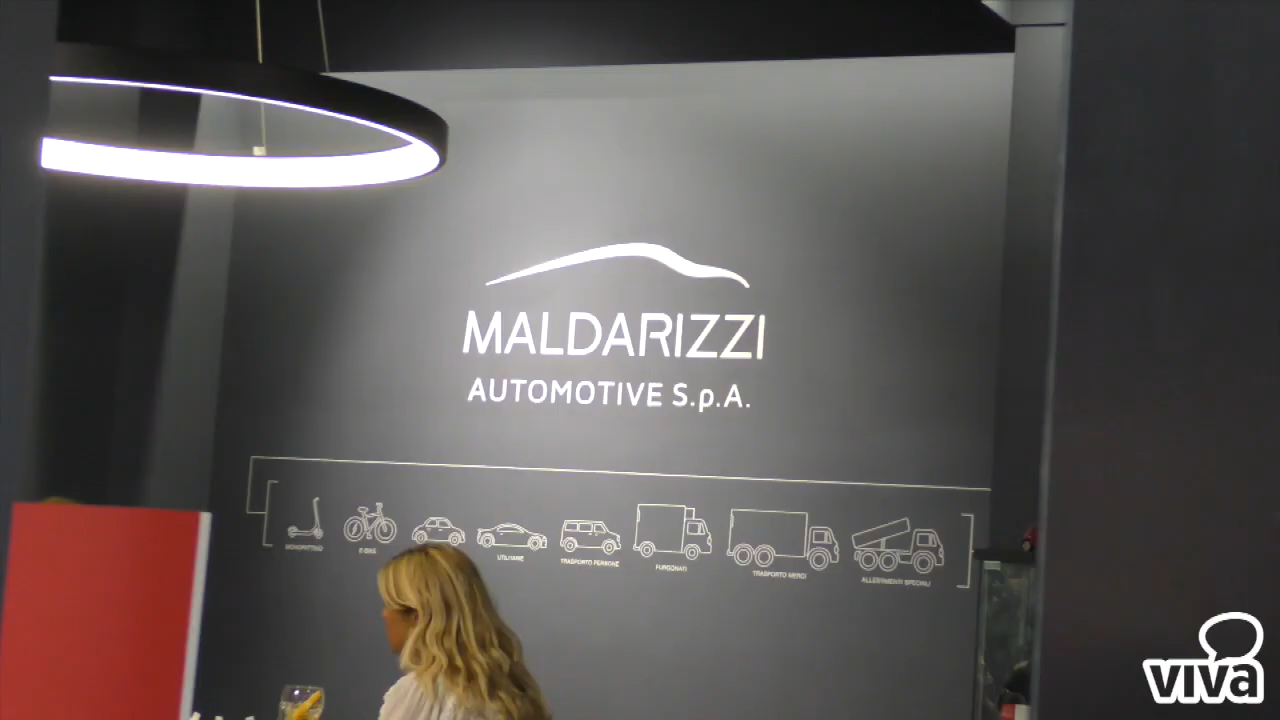 MALDARIZZI
AUTOMOTIVE S.p.A.
MONOPATTINO
E-BIKE
UTILITARIE
TRASPORTO PERSONE
FURGONATI
TRASPORTO MERCI
ALLESTIMENTI SPECIALI
viva